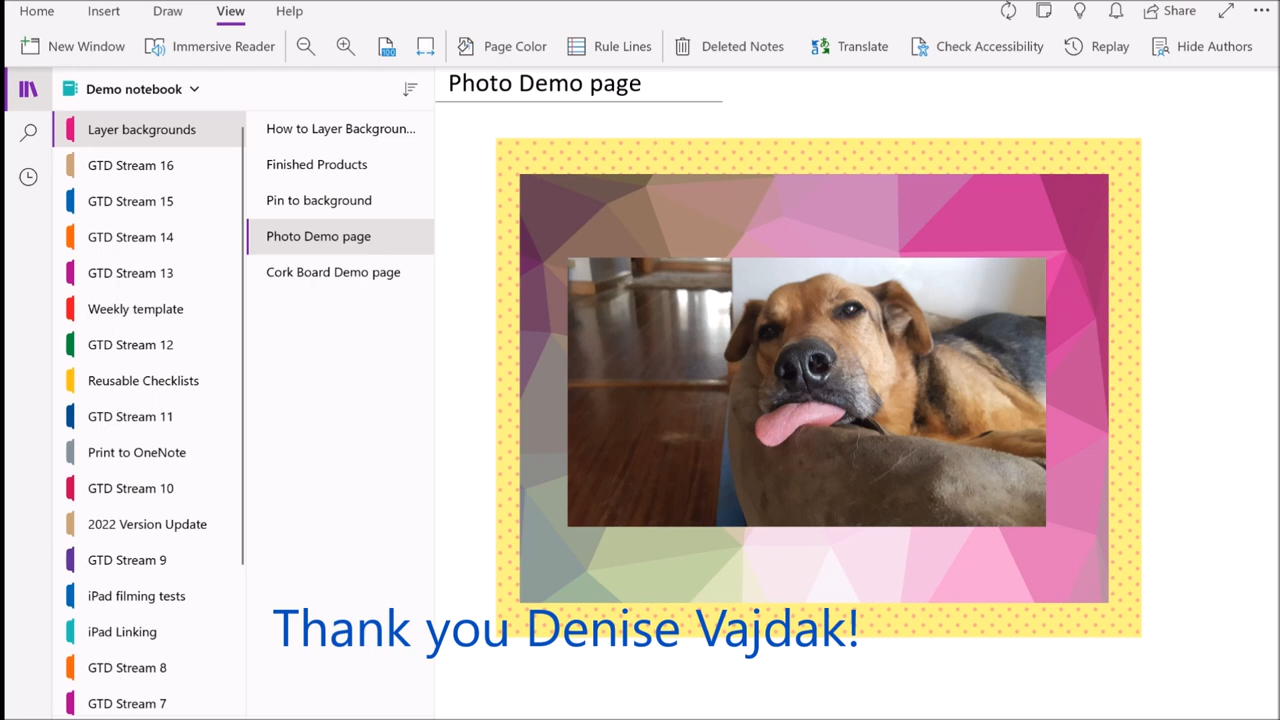 Home Insert Draw View Help
Share
New Window Immersive Reader 100 Page Color Rule Lines Deleted Notes Translate Check Accessibility Replay Hide Authors
Demo notebook
Photo Demo page
Layer backgrounds
GTD Stream 16
GTD Stream 15
GTD Stream 14
GTD Stream 13
Weekly template
GTD Stream 12
Reusable Checklists
GTD Stream 11
Print to OneNote
GTD Stream 10
2022 Version Update
GTD Stream 9
iPad filming tests
iPad Linking
GTD Stream 8
GTD Stream 7
How to Layer Backgroun...
Finished Products
Pin to background
Photo Demo page
Cork Board Demo page
Thank you Denise Vajdak!